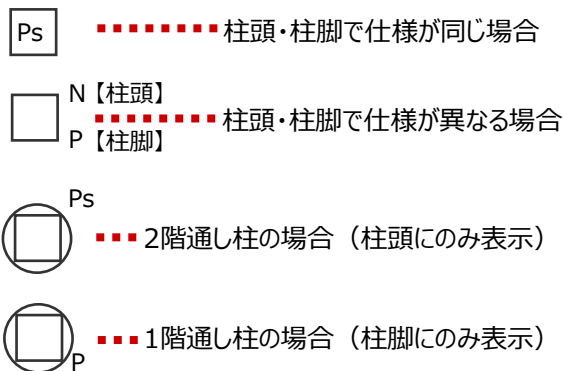 Ps 柱頭・柱脚で仕様が同じ場合
N【柱頭】
柱頭・柱脚で仕様が異なる場合
P【柱脚】
Ps
2階通し柱の場合（柱頭にのみ表示）
1階通し柱の場合（柱脚にのみ表示）
P